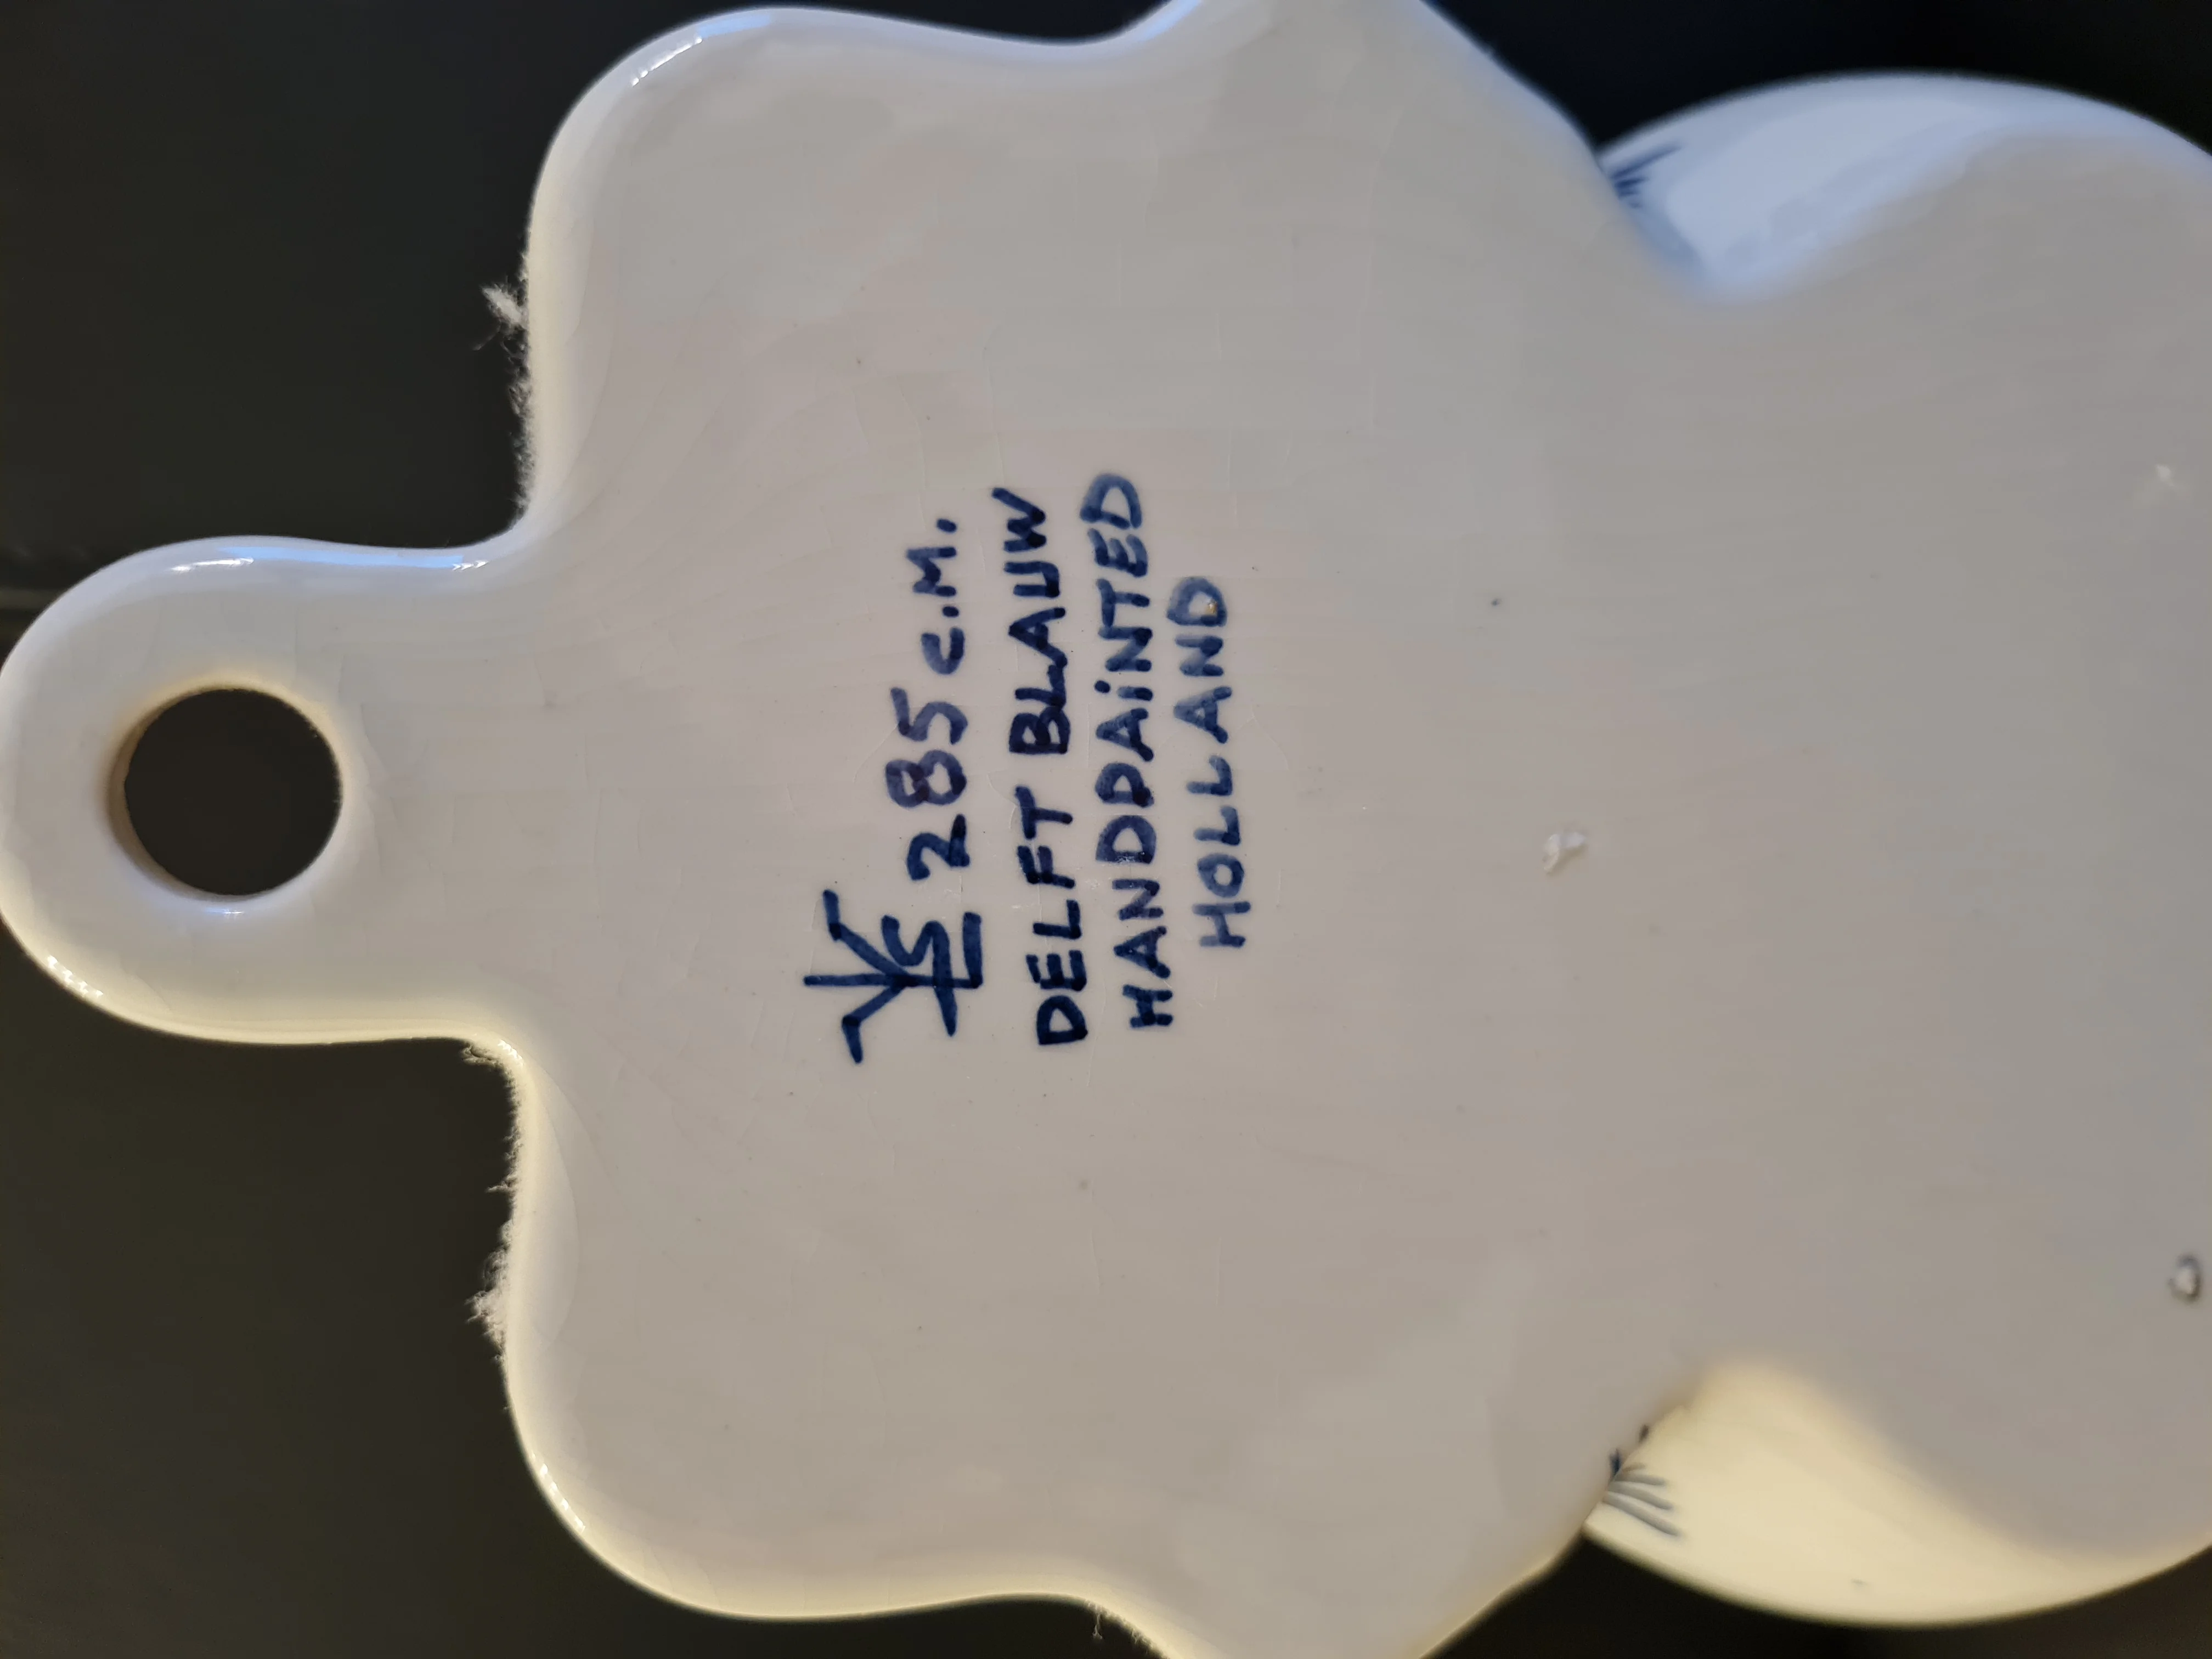 285 C.M.
DELFT BLAUW
HANDPAiNTED
HOLLAND